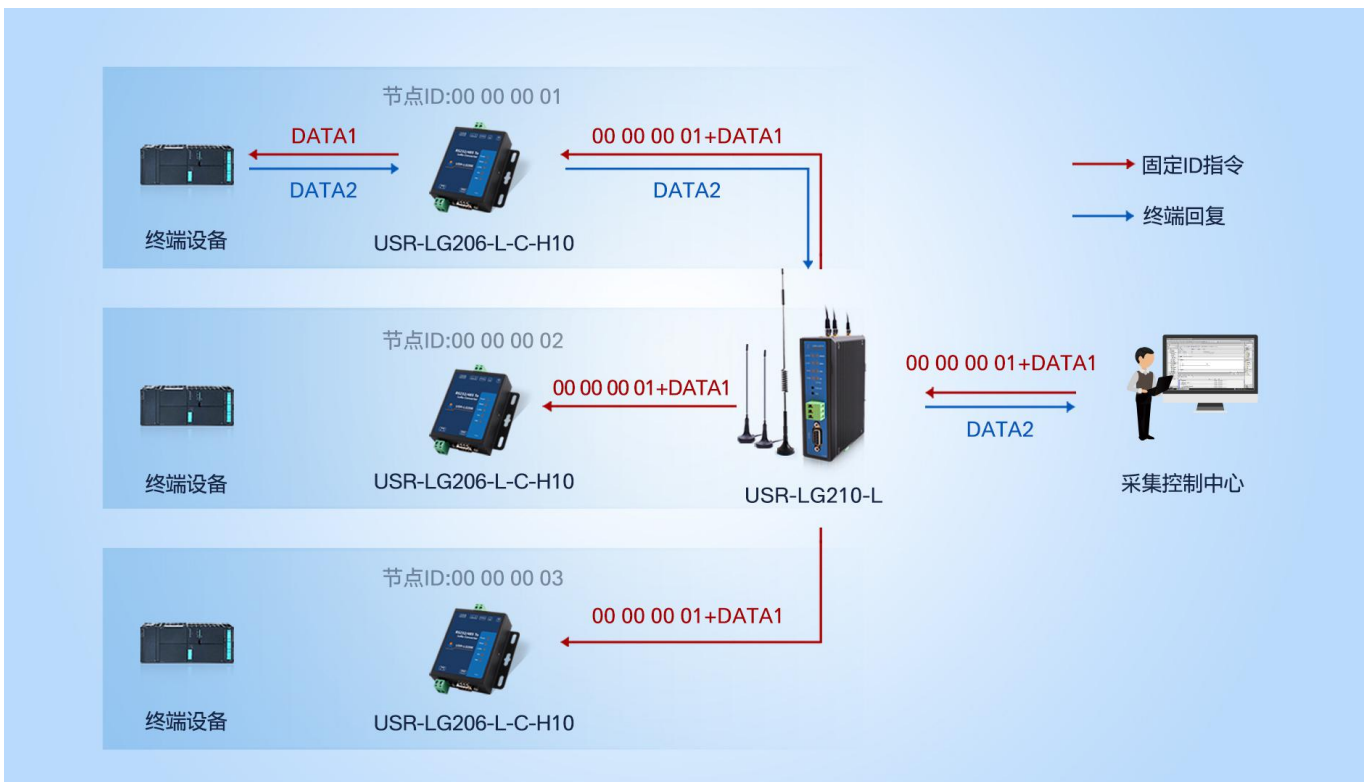 节点ID:00 00 00 01
DATA1
00 00 00 01+DATA1
DATA2
DATA2
终端设备
USR-LG206-L-C-H10
固定ID指令
终端回复
节点ID:00 00 00 02
00 00 00 01+DATA1
终端设备
USR-LG206-L-C-H10
USR-LG210-L
00 00 00 01+DATA1
DATA2
采集控制中心
节点ID:00 00 00 03
00 00 00 01+DATA1
终端设备
USR-LG206-L-C-H10